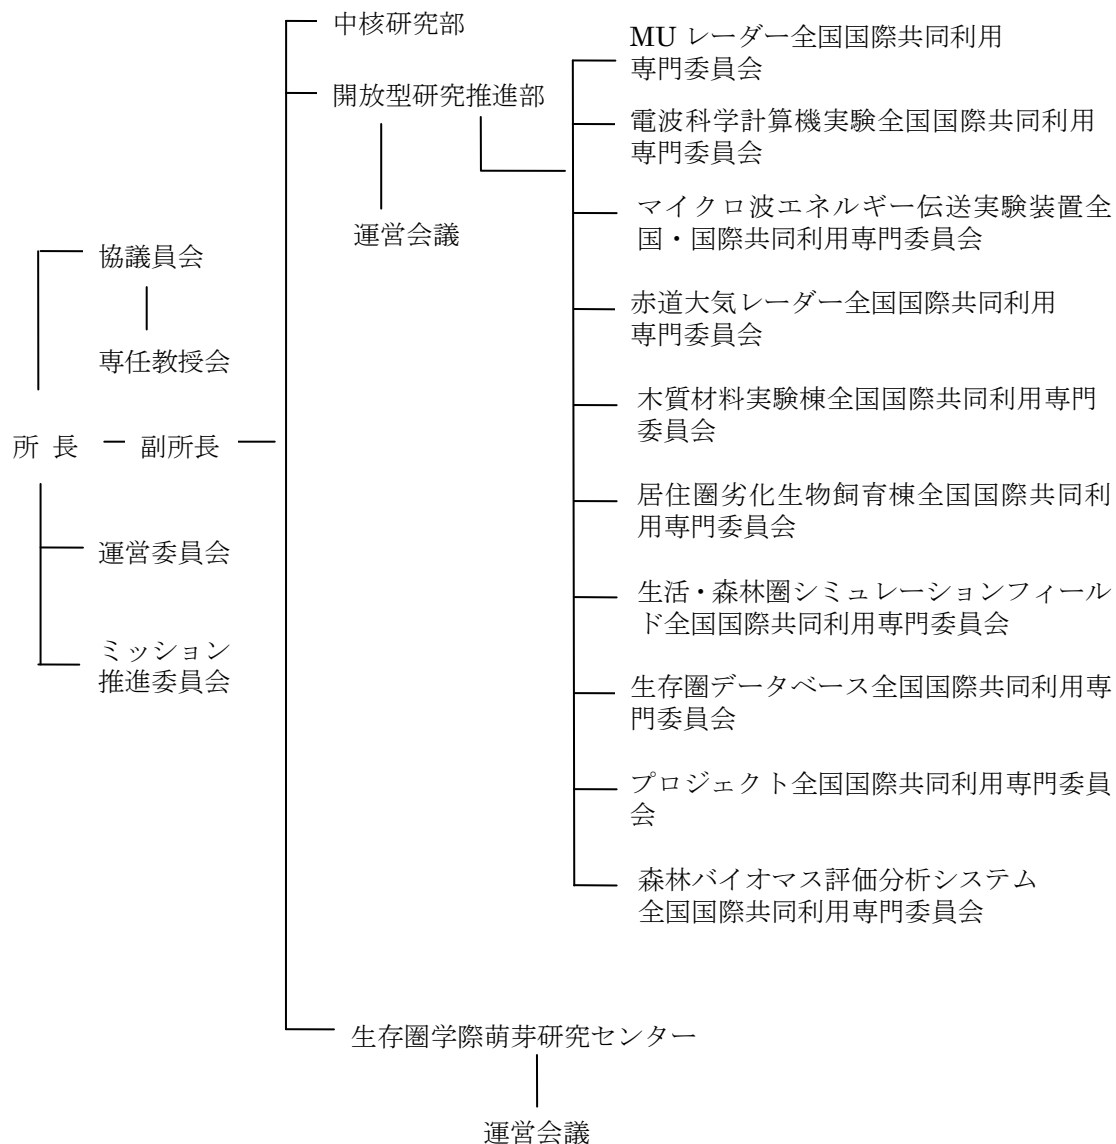 中核研究部
開放型研究推進部
運営会議
MU レーダー全国国際共同利用
専門委員会
電波科学計算機実験全国国際共同利用
専門委員会
マイクロ波エネルギー伝送実験装置全
国・国際共同利用専門委員会
赤道大気レーダー全国国際共同利用
専門委員会
木質材料実験棟全国国際共同利用専門
委員会
居住圏劣化生物飼育棟全国国際共同利
用専門委員会
生活・森林圏シミュレーションフィール
ド全国国際共同利用専門委員会
生存圏データベース全国国際共同利用専
門委員会
プロジェクト全国国際共同利用専門委員
会
森林バイオマス評価分析システム
全国国際共同利用専門委員会
協議員会
専任教授会
所 長
副所長
運営委員会
ミッション
推進委員会
生存圏学際萌芽研究センター
運営会議